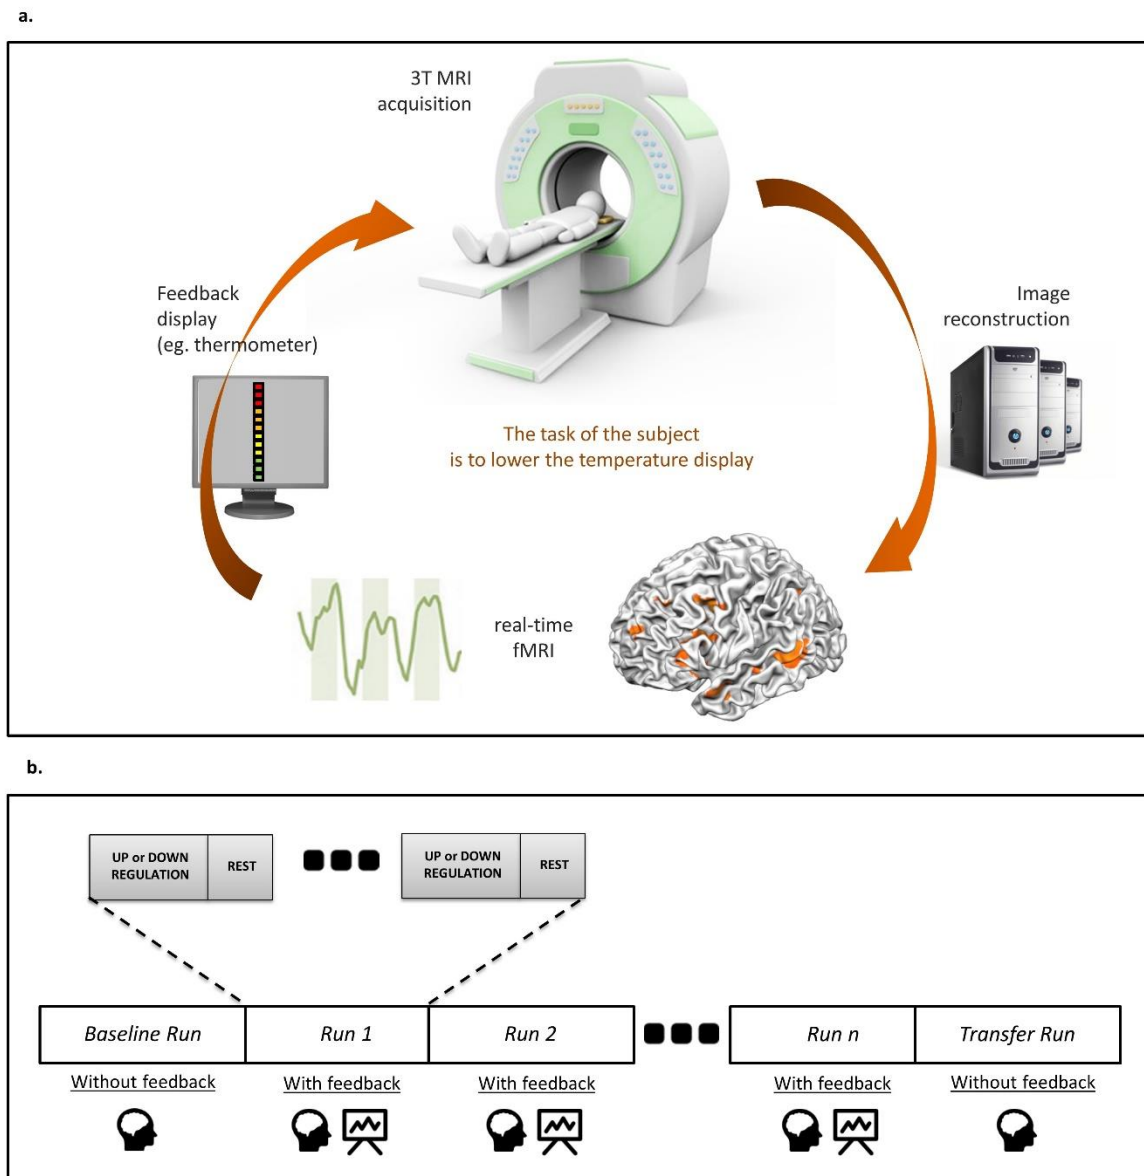 a.
3T MRI
acquisition
Feedback
display
(eg. thermometer)
Image
reconstruction
The task of the subject
is to lower the temperature display
real-time
fMRI
b.
UP or DOWN
REGULATION
REST
UP or DOWN
REGULATION
REST
Baseline Run
Run 1
Run 2
Run n
Transfer Run
Without feedback
With feedback
With feedback
With feedback
Without feedback